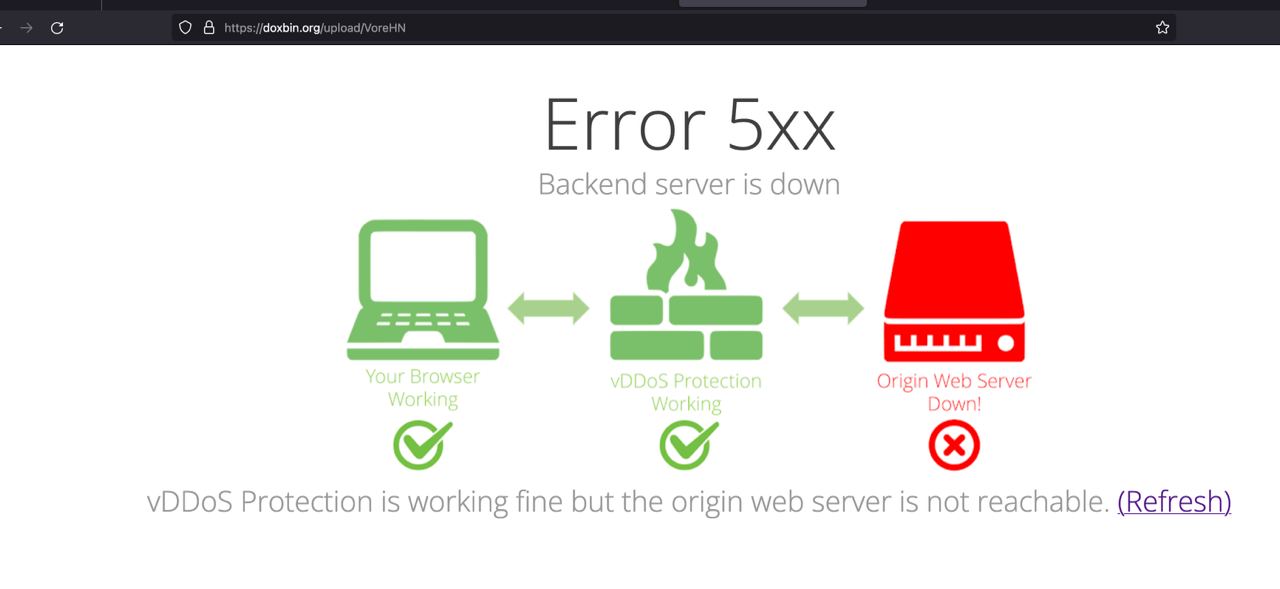 https://doxbin.org/upload/VoreHN
Error 5xx
Backend server is down
Your Browser
Working
vDDoS Protection
Working
Origin Web Server
Down!
vDDoS Protection is working fine but the origin web server is not reachable. (Refresh)